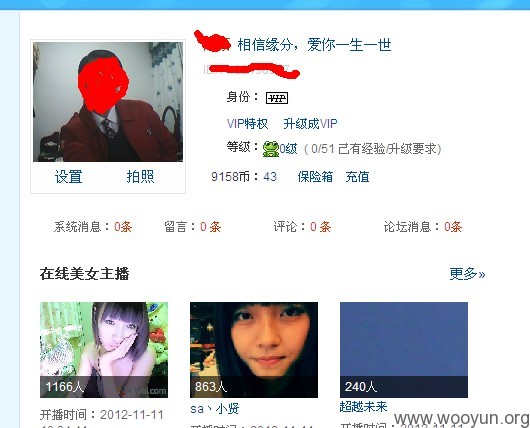 相信缘分，爱你一生一世
身份： VIP
VIP特权 升级成VIP
等级： 0级 ( 0/51 己有经验/升级要求)
9158币：43 保险箱 充值
设置 拍照
系统消息：0条 留言：0 条 评论：0 条 论坛消息：0条
在线美女主播 更多»
1166人 863人 240人
sa丶小贤 超越未来
开播时间：2012-11-11 开播时间：2012-11-11
www.wooyun.org